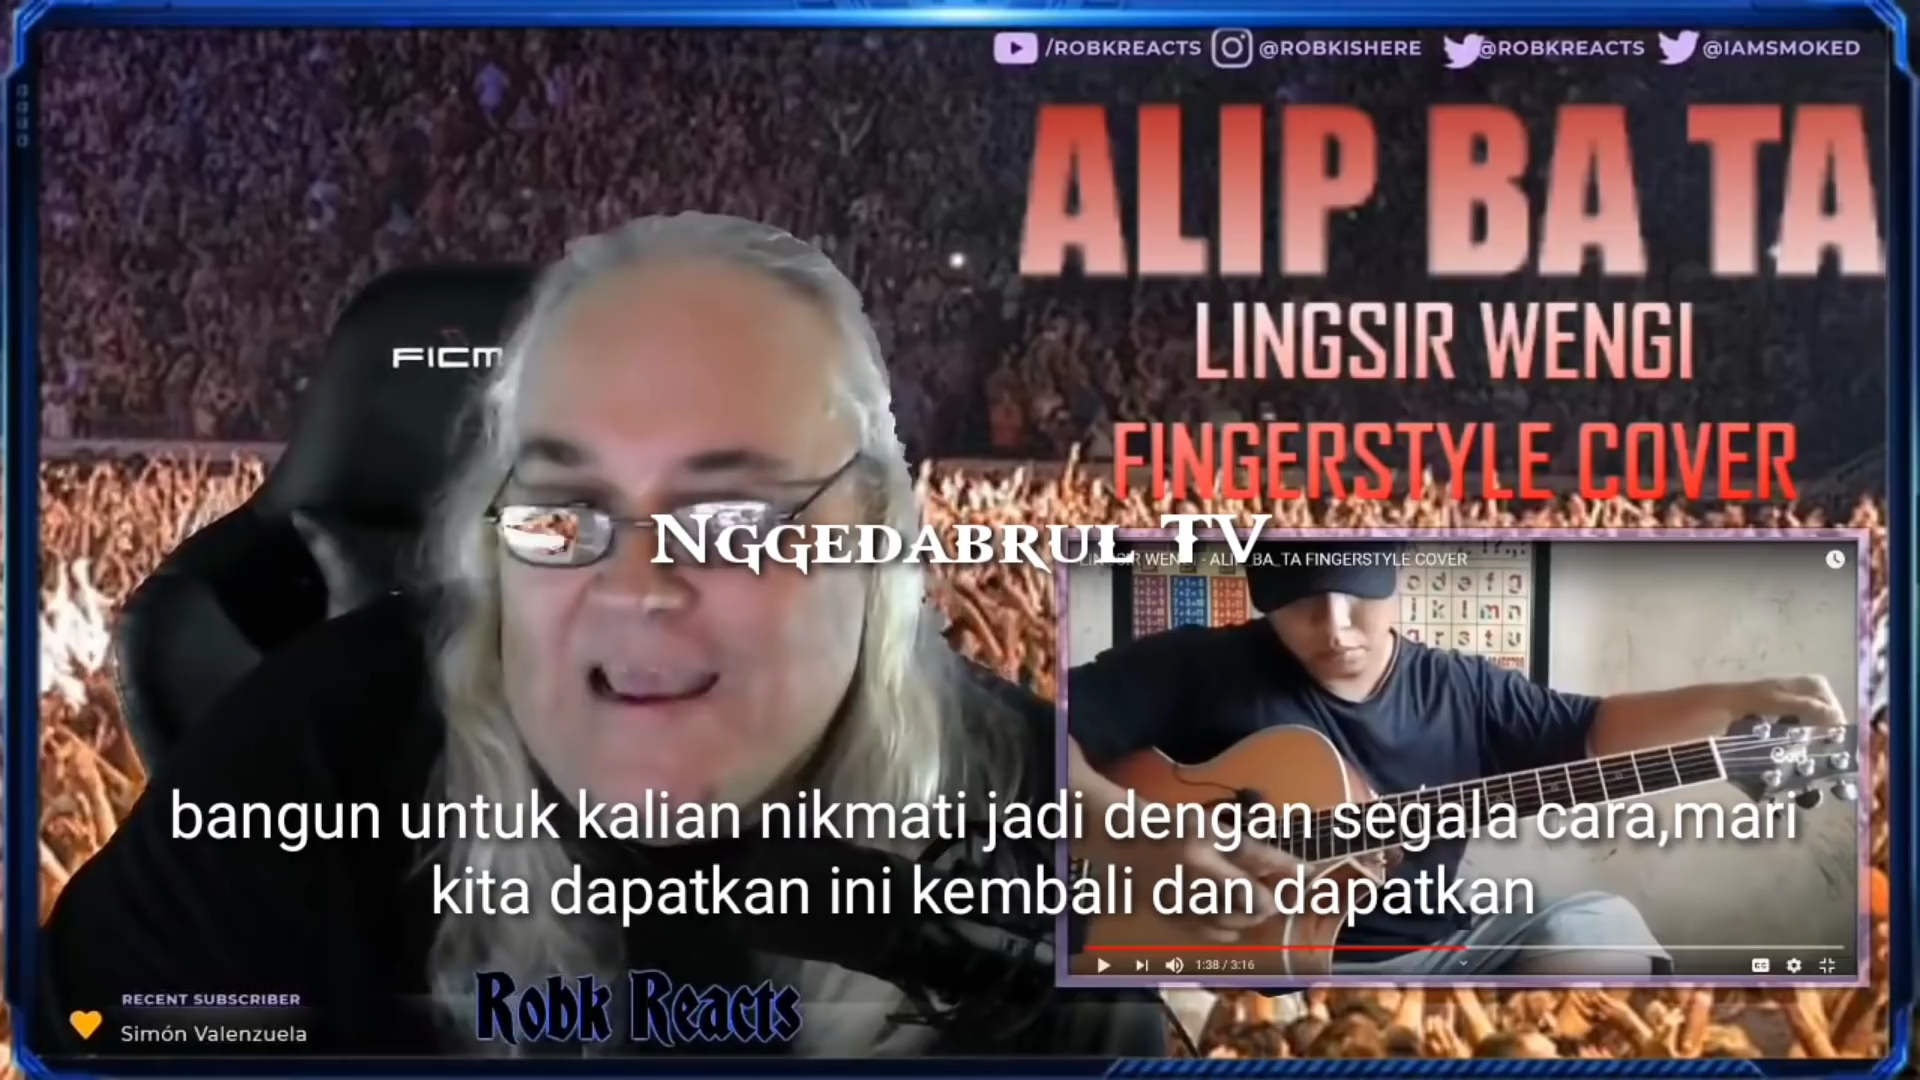 /ROBKREACTS @ROBKISHERE @ROBKREACTS @IAMSMOKED
ALIP BA TA
LINGSIR WENGI
FINGERSTYLE COVER
FICM
NGGEDABRUL TV
LINGSIR WENGI - ALIP_BA_TA FINGERSTYLE COVER
bangun untuk kalian nikmati jadi dengan segala cara,mari
kita dapatkan ini kembali dan dapatkan
1:38 / 3:16
RECENT SUBSCRIBER
Simón Valenzuela
Robk Reacts